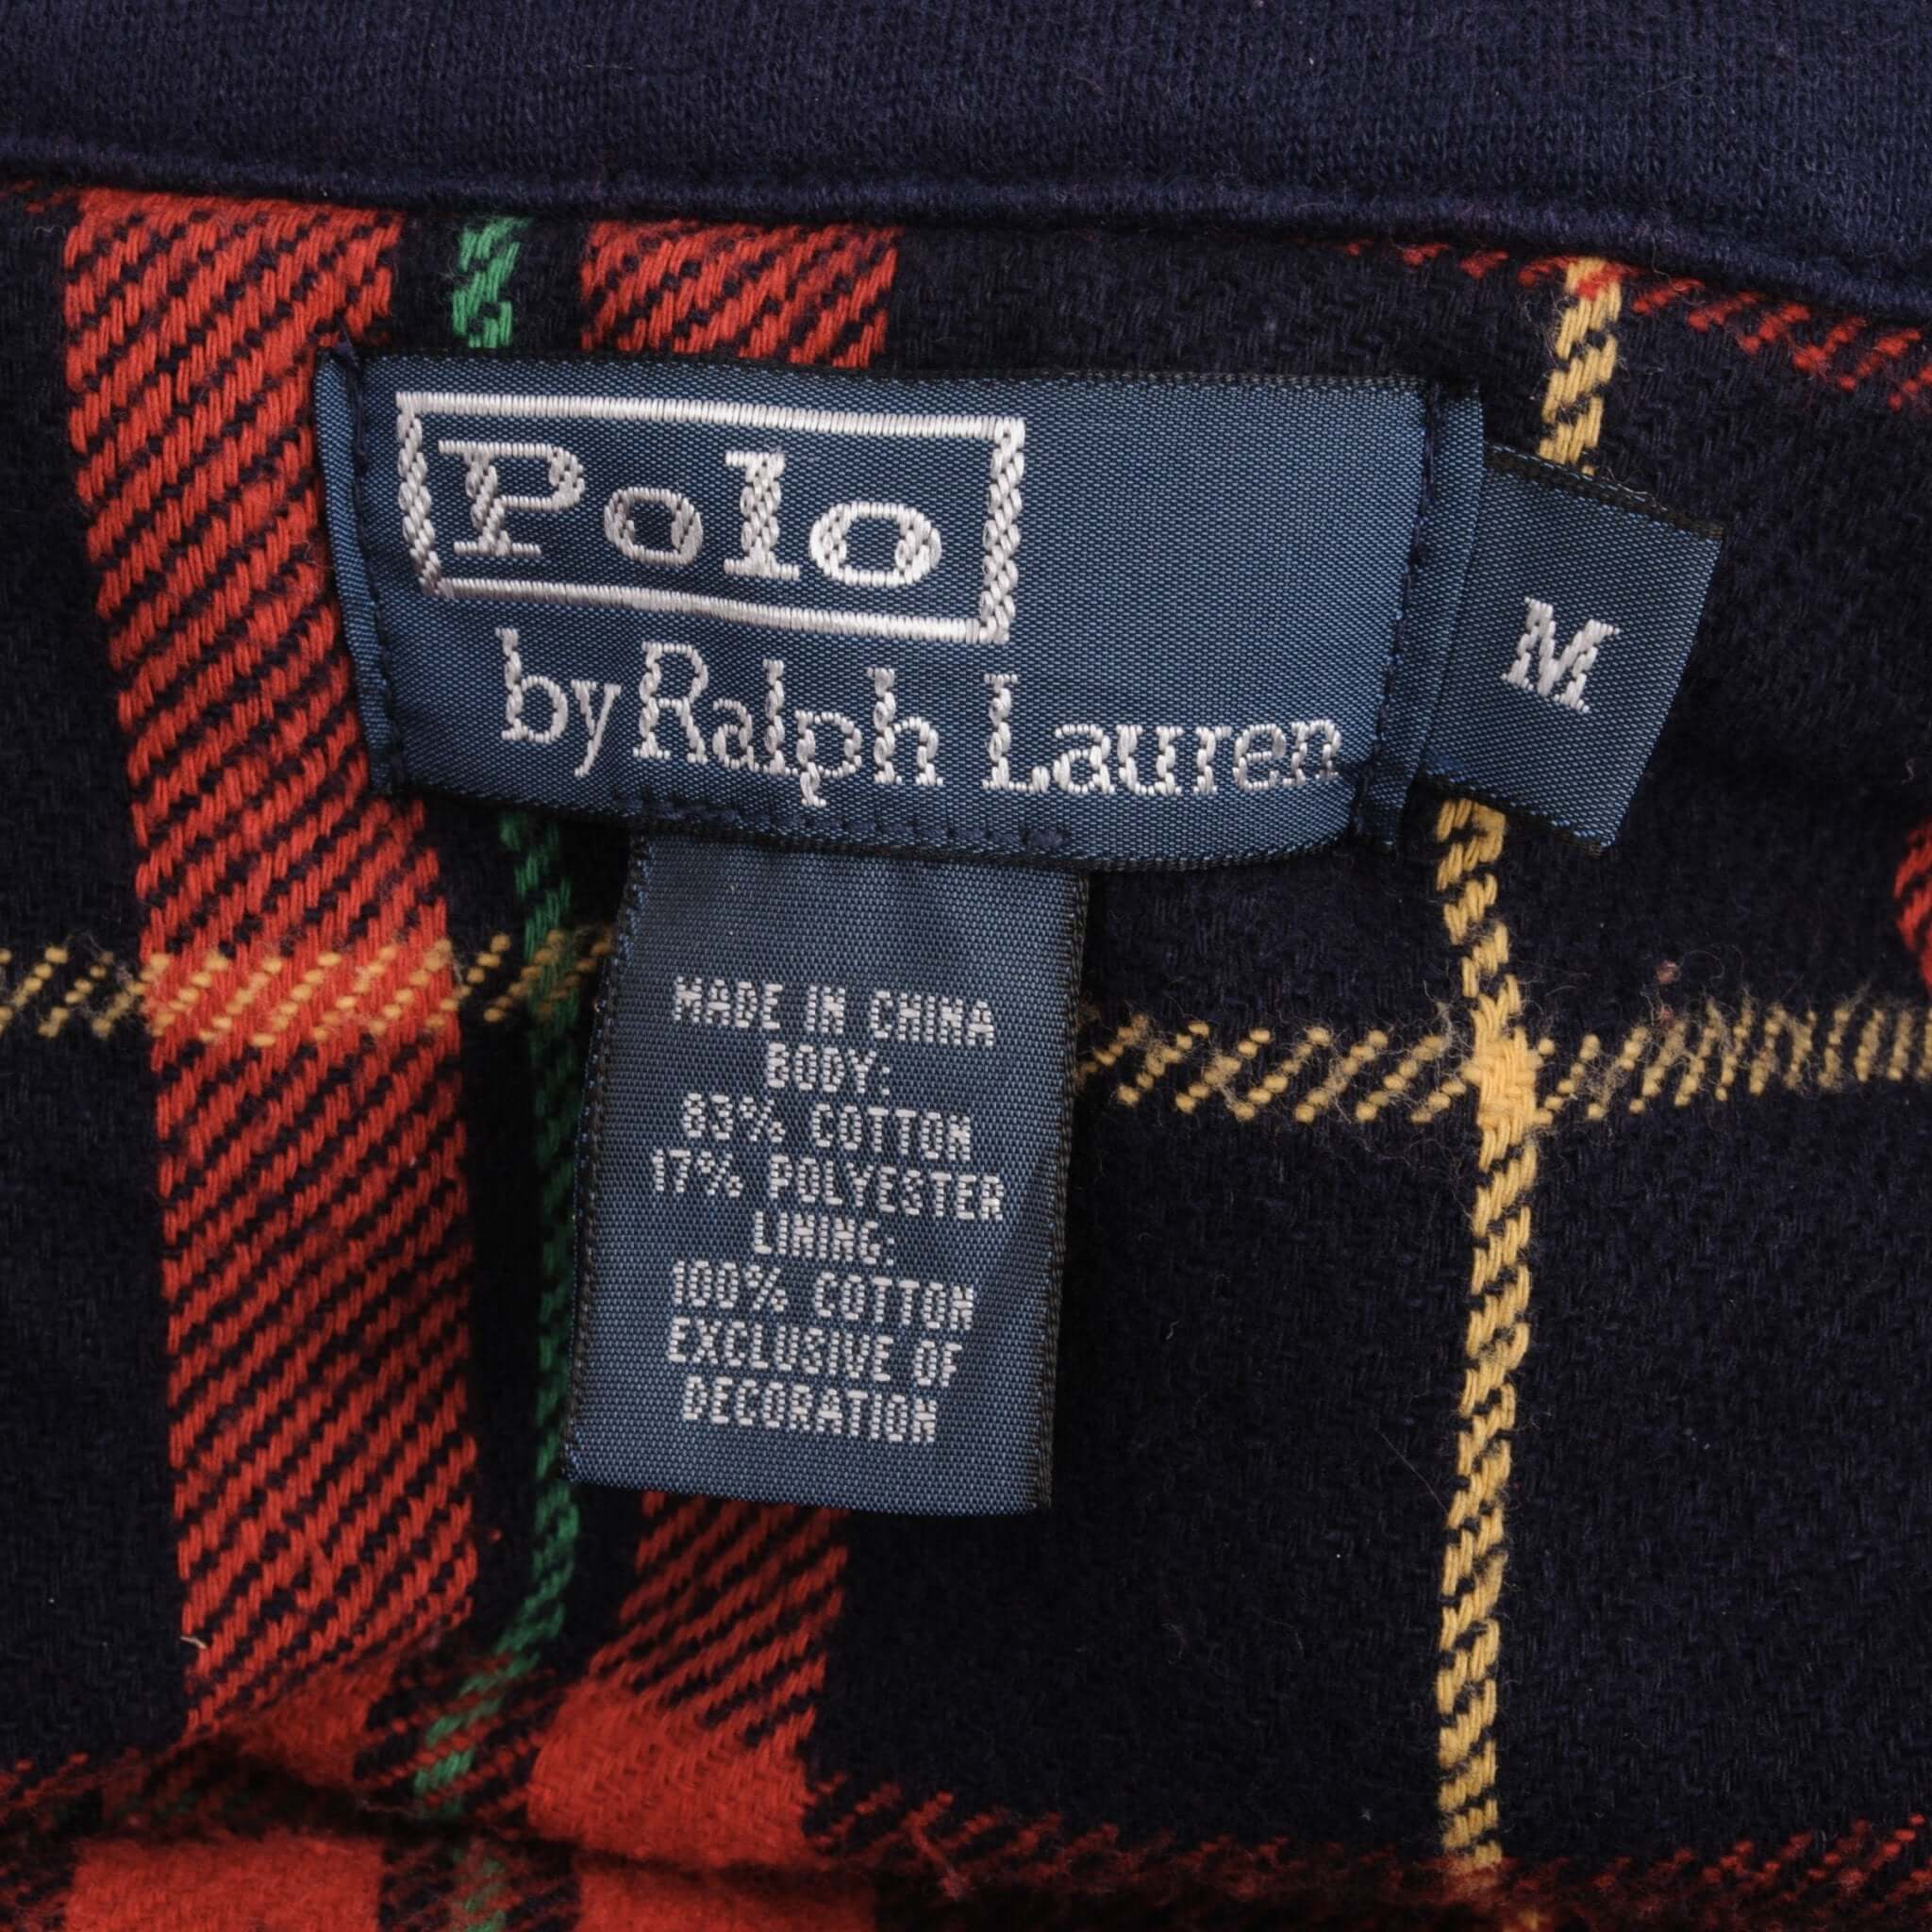 Polo
by Ralph Lauren
M
MADE IN CHINA
BODY:
83% COTTON
17% POLYESTER
LINING:
100% COTTON
EXCLUSIVE OF
DECORATION